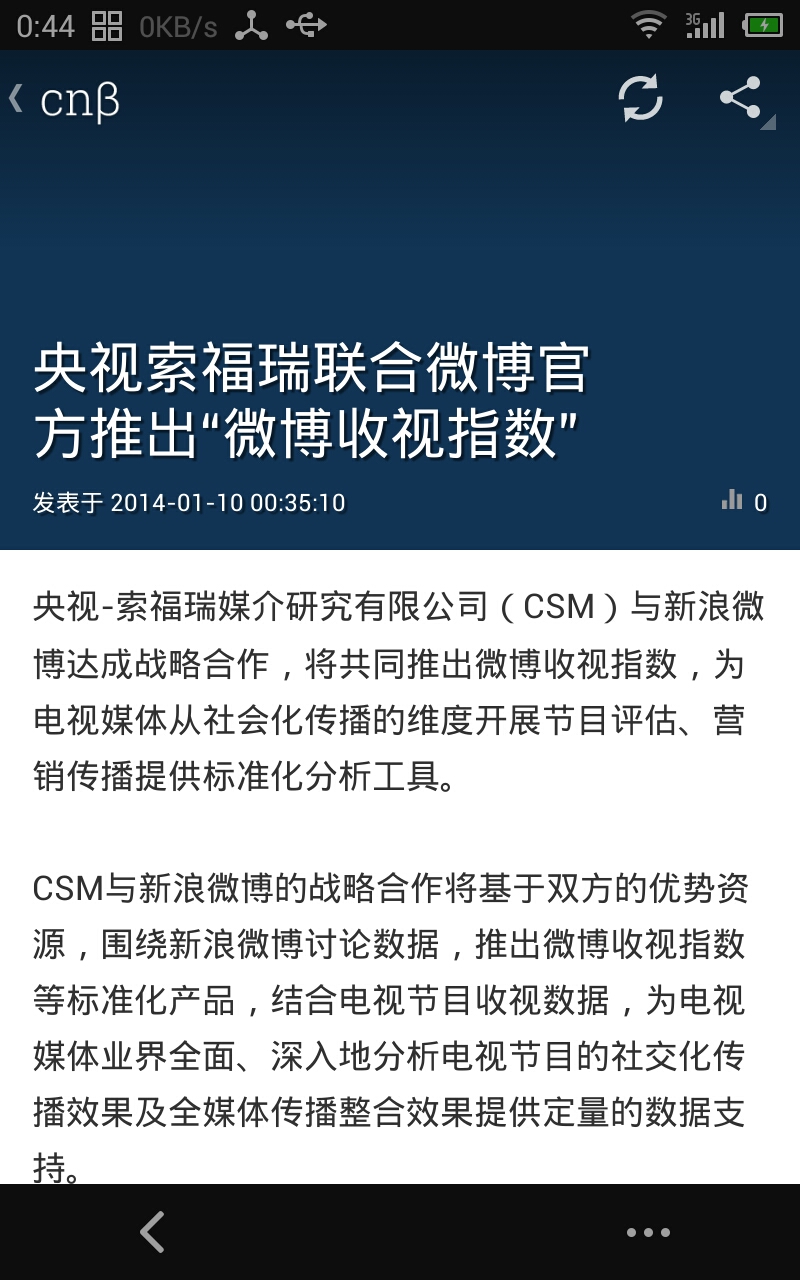 0:44 0KB/s 3G
cnβ
央视索福瑞联合微博官
方推出“微博收视指数”
发表于 2014-01-10 00:35:10 0
央视-索福瑞媒介研究有限公司（CSM）与新浪微
博达成战略合作，将共同推出微博收视指数，为
电视媒体从社会化传播的维度开展节目评估、营
销传播提供标准化分析工具。
CSM与新浪微博的战略合作将基于双方的优势资
源，围绕新浪微博讨论数据，推出微博收视指数
等标准化产品，结合电视节目收视数据，为电视
媒体业界全面、深入地分析电视节目的社交化传
播效果及全媒体传播整合效果提供定量的数据支
持。